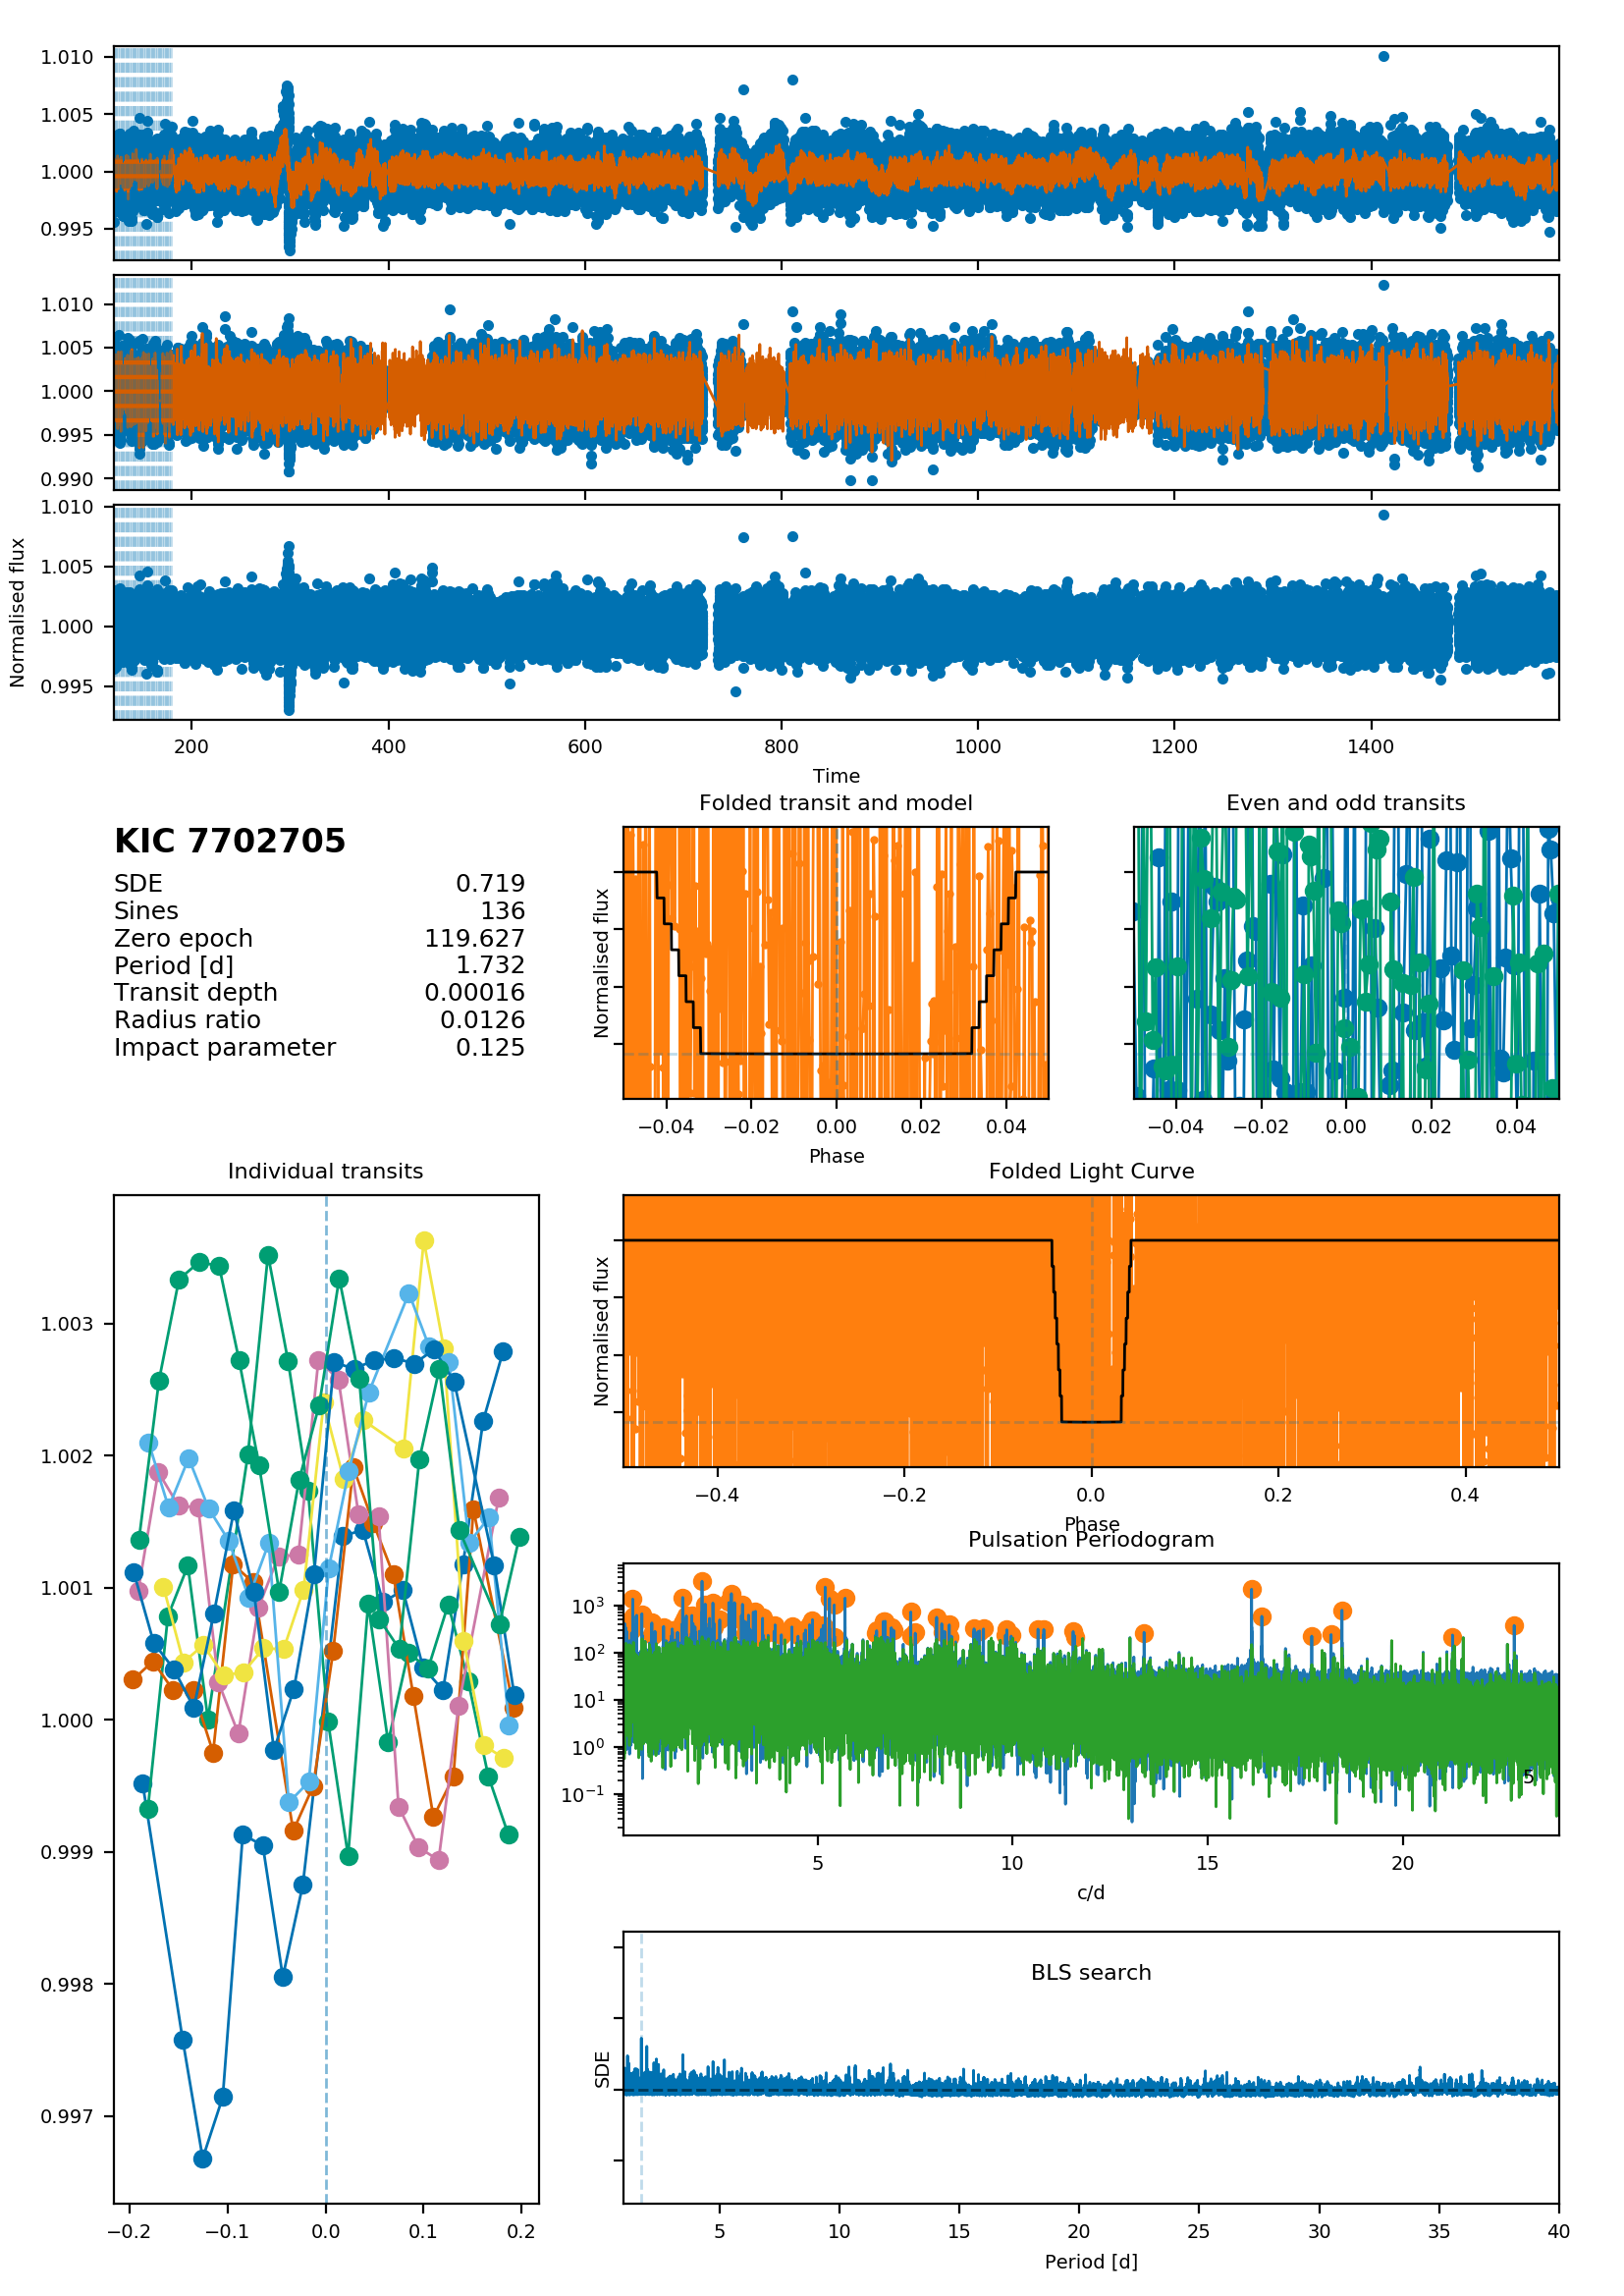 1.010
1.005
1.000
0.995
1.010
1.005
1.000
0.995
0.990
1.010
1.005
1.000
0.995
Normalised flux
200 400 600 800 1000 1200 1400
Time
KIC 7702705
SDE 0.719
Sines 136
Zero epoch 119.627
Period [d] 1.732
Transit depth 0.00016
Radius ratio 0.0126
Impact parameter 0.125
Folded transit and model
Normalised flux
−0.04 −0.02 0.00 0.02 0.04
Phase
Even and odd transits
−0.04 −0.02 0.00 0.02 0.04
Individual transits
1.003
1.002
1.001
1.000
0.999
0.998
0.997
−0.2 −0.1 0.0 0.1 0.2
Folded Light Curve
Normalised flux
−0.4 −0.2 0.0 0.2 0.4
Phase
Pulsation Periodogram
10³
10²
10¹
10⁰
10⁻¹
5
5 10 15 20
c/d
BLS search
SDE
5 10 15 20 25 30 35 40
Period [d]